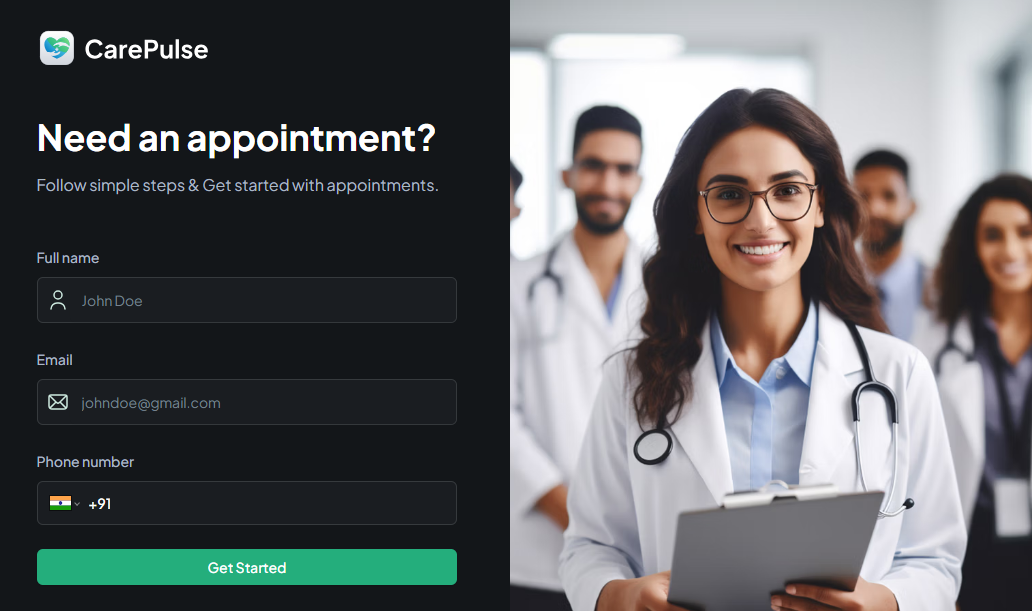 CarePulse
Need an appointment?
Follow simple steps & Get started with appointments.
Full name
John Doe
Email
johndoe@gmail.com
Phone number
+91
Get Started